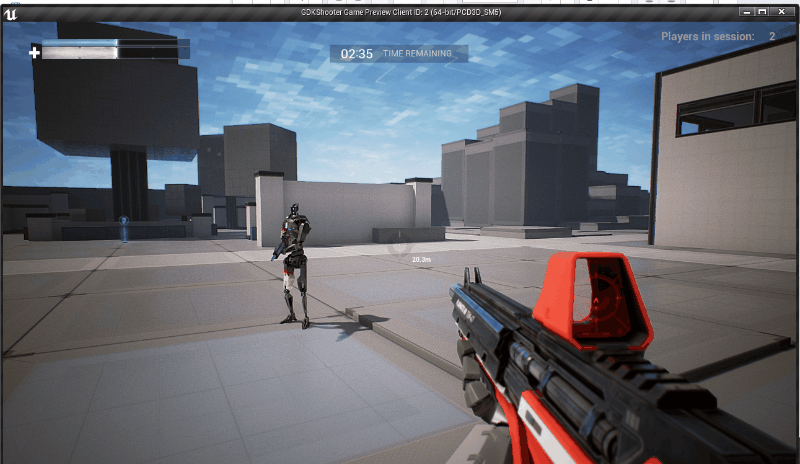 GDKShooter Game Preview Client ID: 2 (64-bit/PCD3D_SM5)
Players in session: 2
02:35 TIME REMAINING
20.3m